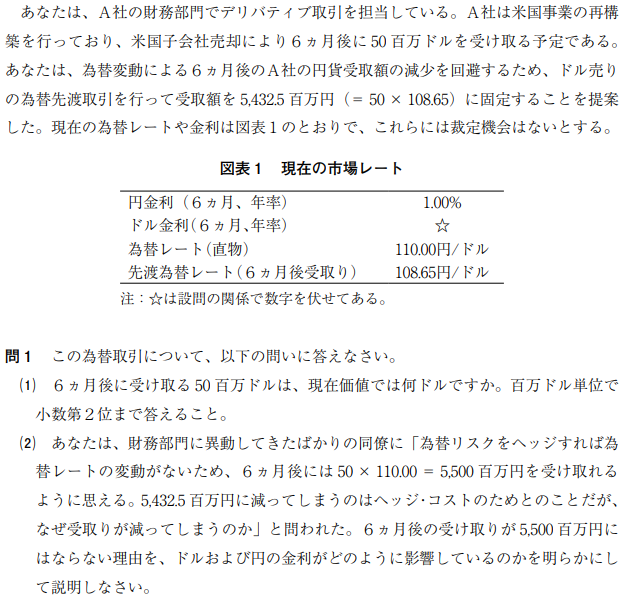 あなたは、A社の財務部門でデリバティブ取引を担当している。A社は米国事業の再構
築を行っており、米国子会社売却により6ヵ月後に50百万ドルを受け取る予定である。
あなたは、為替変動による6ヵ月後のA社の円貨受取額の減少を回避するため、ドル売り
の為替先渡取引を行って受取額を5,432.5百万円（＝50×108.65）に固定することを提案
した。現在の為替レートや金利は図表1のとおりで、これらには裁定機会はないとする。
図表1　現在の市場レート
円金利（6ヵ月、年率）　1.00%
ドル金利（6ヵ月、年率）　☆
為替レート（直物）　110.00円/ドル
先渡為替レート（6ヵ月後受取り）　108.65円/ドル
注：☆は設問の関係で数字を伏せてある。
問1　この為替取引について、以下の問いに答えなさい。
(1)　6ヵ月後に受け取る50百万ドルは、現在価値では何ドルですか。百万ドル単位で
小数第2位まで答えること。
(2)　あなたは、財務部門に異動してきたばかりの同僚に「為替リスクをヘッジすれば為
替レートの変動がないため、6ヵ月後には50×110.00＝5,500百万円を受け取れる
ように思える。5,432.5百万円に減ってしまうのはヘッジ・コストのためとのことだが、
なぜ受取りが減ってしまうのか」と問われた。6ヵ月後の受け取りが5,500百万円に
はならない理由を、ドルおよび円の金利がどのように影響しているのかを明らかにし
て説明しなさい。